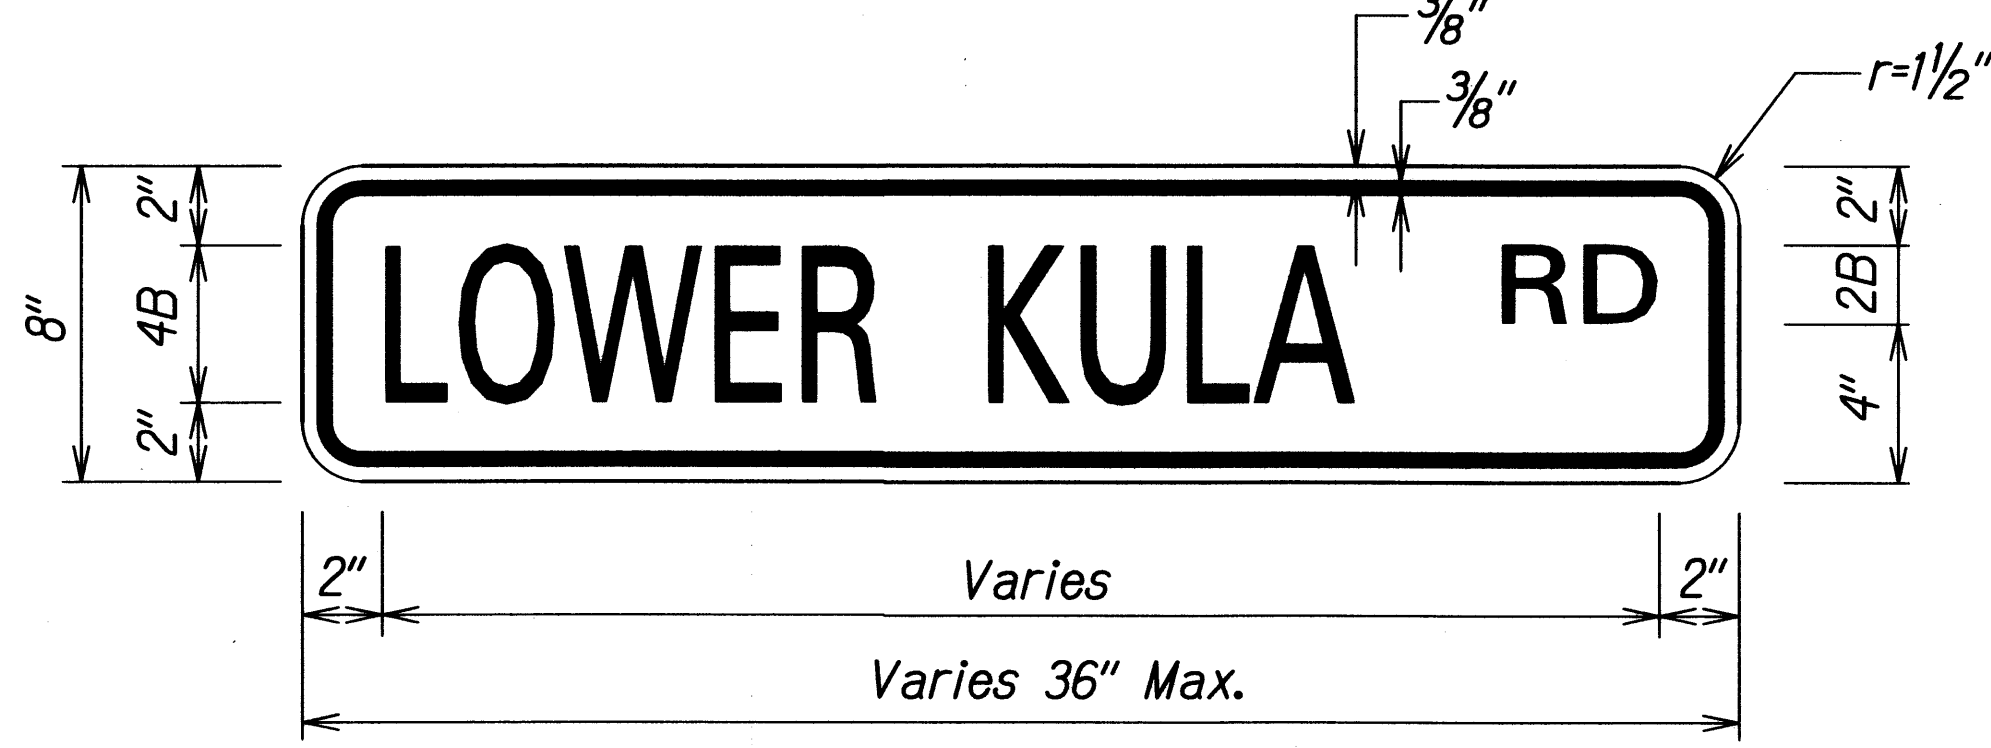 3/8"
3/8"
r=1 1/2"
8"
2"
4B
2"
LOWER KULA RD
2"
2B
4"
2"
Varies
2"
Varies 36" Max.